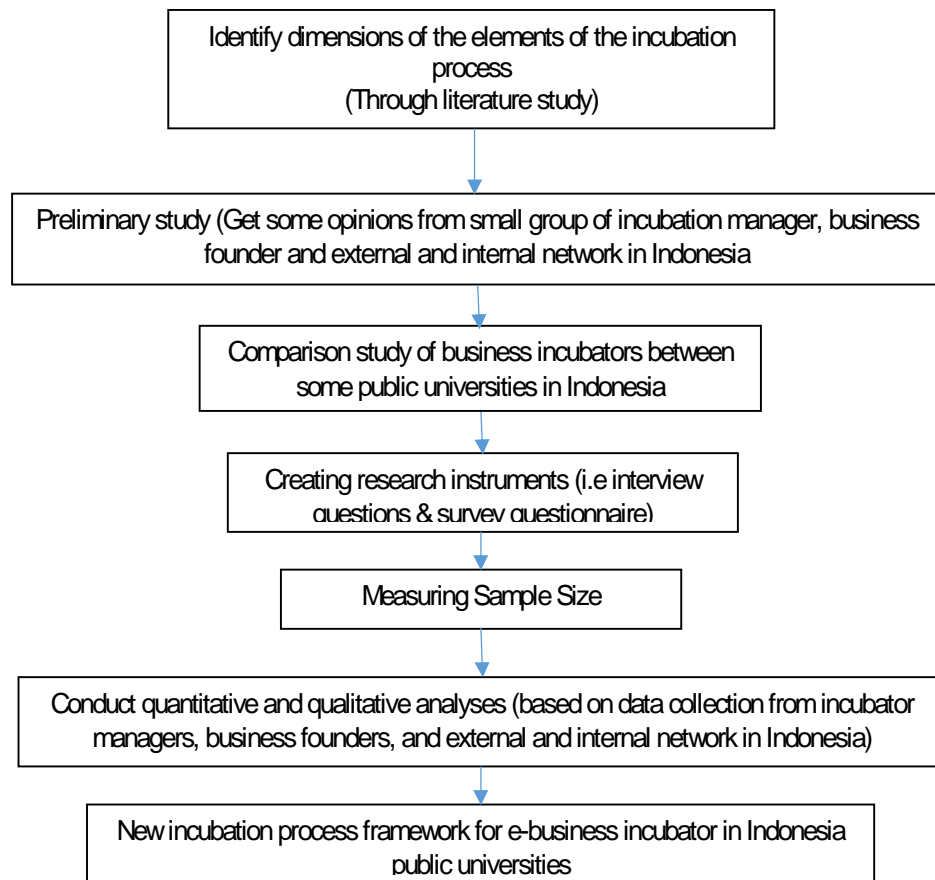 Identify dimensions of the elements of the incubation
process
(Through literature study)
Preliminary study (Get some opinions from small group of incubation manager, business
founder and external and internal network in Indonesia
Comparison study of business incubators between
some public universities in Indonesia
Creating research instruments (i.e interview
questions & survey questionnaire)
Measuring Sample Size
Conduct quantitative and qualitative analyses (based on data collection from incubator
managers, business founders, and external and internal network in Indonesia)
New incubation process framework for e-business incubator in Indonesia
public universities